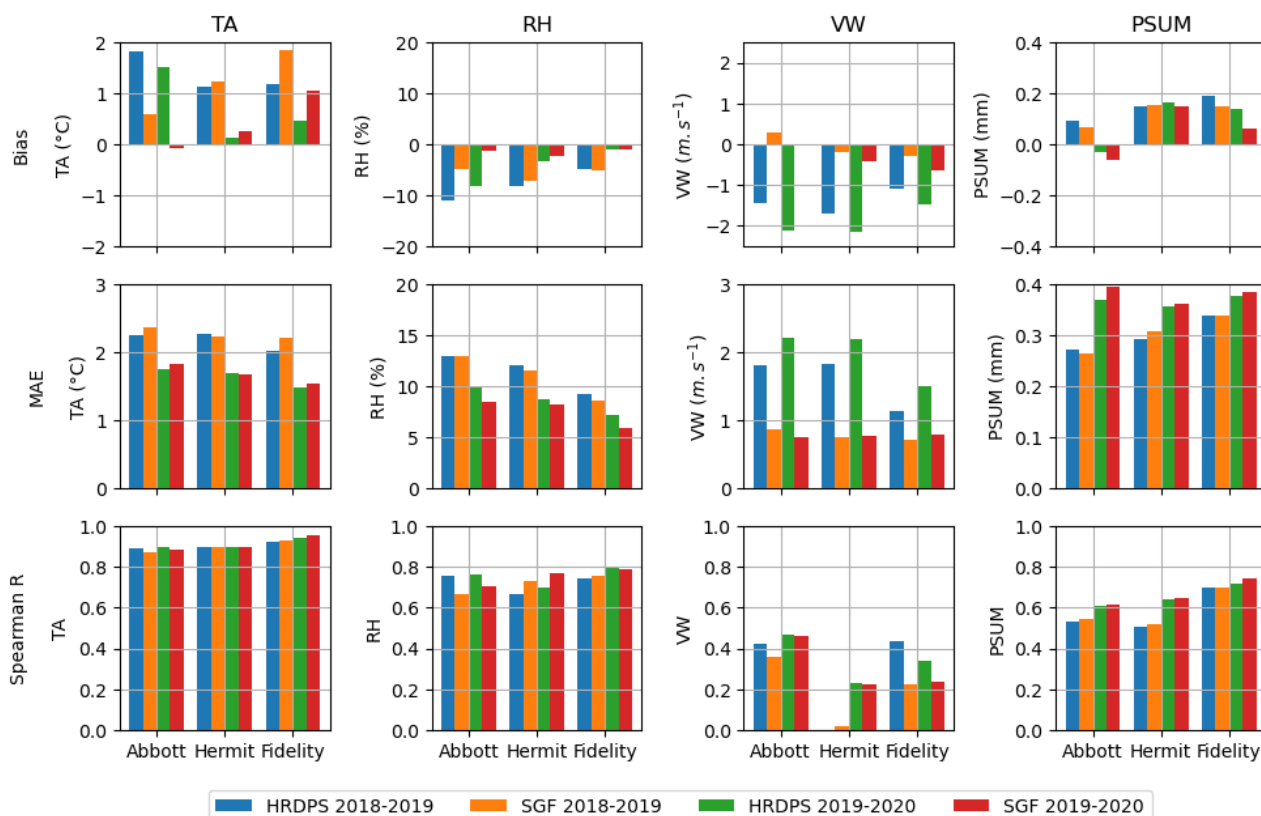 TA
RH
VW
PSUM
Bias
TA (°C)
2
1
0
−1
−2
RH (%)
20
10
0
−10
−20
VW (m.s⁻¹)
2
1
0
−1
−2
PSUM (mm)
0.4
0.2
0.0
−0.2
−0.4
MAE
TA (°C)
3
2
1
0
RH (%)
20
15
10
5
0
VW (m.s⁻¹)
3
2
1
0
PSUM (mm)
0.4
0.3
0.2
0.1
0.0
Spearman R
TA
1.0
0.8
0.6
0.4
0.2
0.0
RH
1.0
0.8
0.6
0.4
0.2
0.0
VW
1.0
0.8
0.6
0.4
0.2
0.0
PSUM
1.0
0.8
0.6
0.4
0.2
0.0
Abbott Hermit Fidelity
Abbott Hermit Fidelity
Abbott Hermit Fidelity
Abbott Hermit Fidelity
HRDPS 2018-2019 SGF 2018-2019 HRDPS 2019-2020 SGF 2019-2020